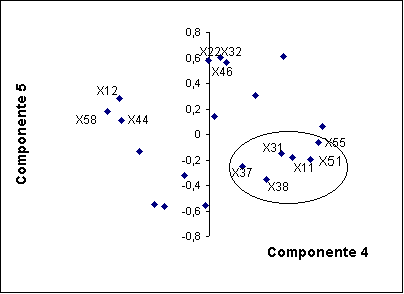 0,8
X22 X32
0,6
X46
0,4
X12
0,2
X58
X44
0
X55
X31
-0,2
X11
X51
X37
-0,4
X38
-0,6
-0,8
Componente 5
Componente 4